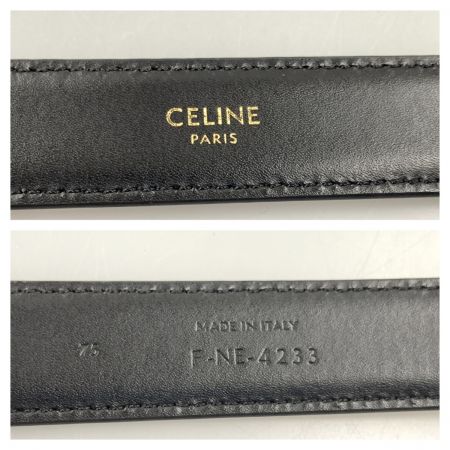 CELINE
PARIS
MADE IN ITALY
75
F-NE-4233